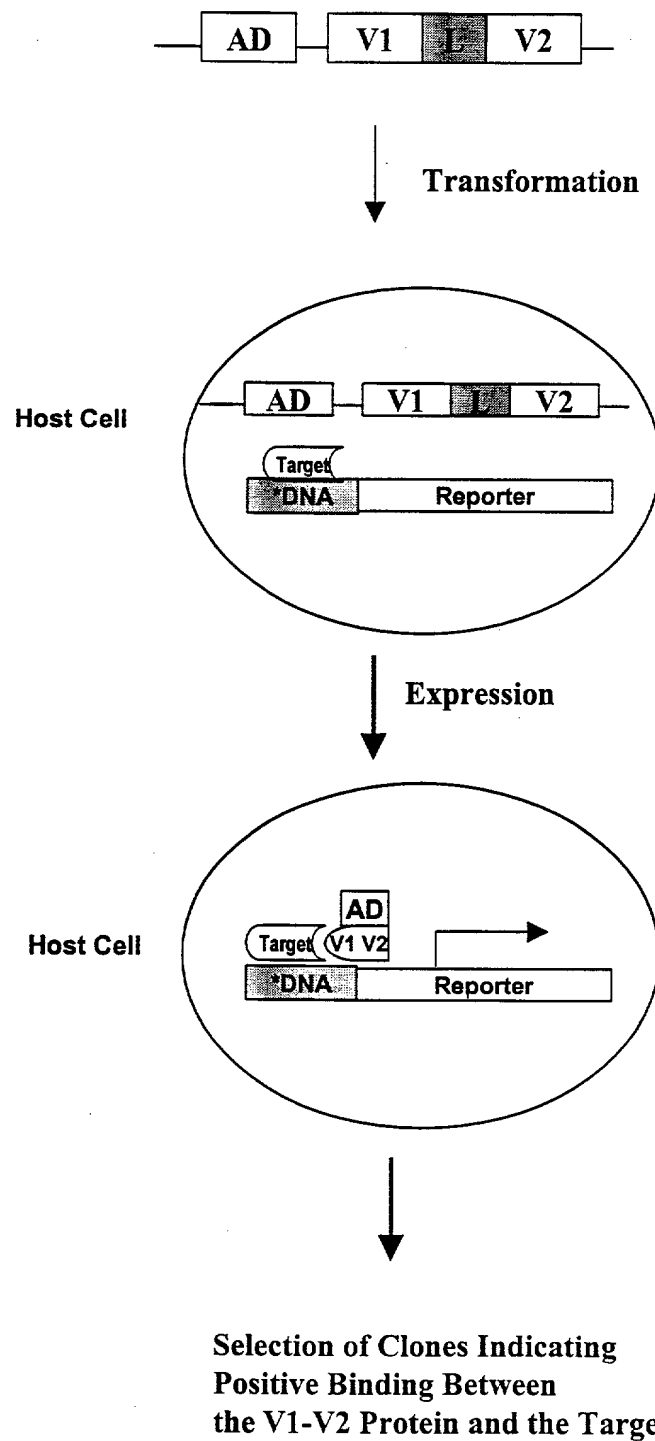 AD V1 L V2
Transformation
Host Cell
AD V1 L V2
Target
*DNA Reporter
Expression
Host Cell
AD
Target V1 V2
*DNA Reporter
Selection of Clones Indicating
Positive Binding Between
the V1-V2 Protein and the Targe